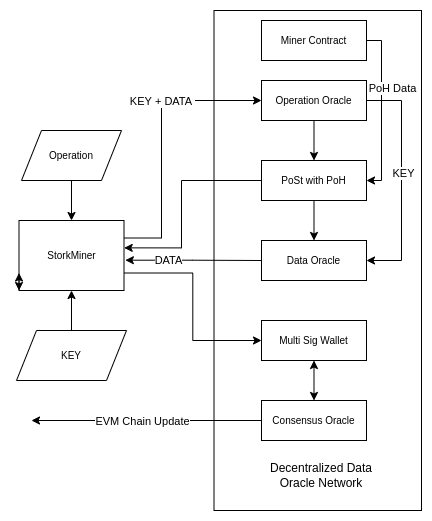 Miner Contract
PoH Data
KEY + DATA
Operation Oracle
Operation
PoSt with PoH
KEY
StorkMiner
DATA
Data Oracle
KEY
Multi Sig Wallet
EVM Chain Update
Consensus Oracle
Decentralized Data
Oracle Network